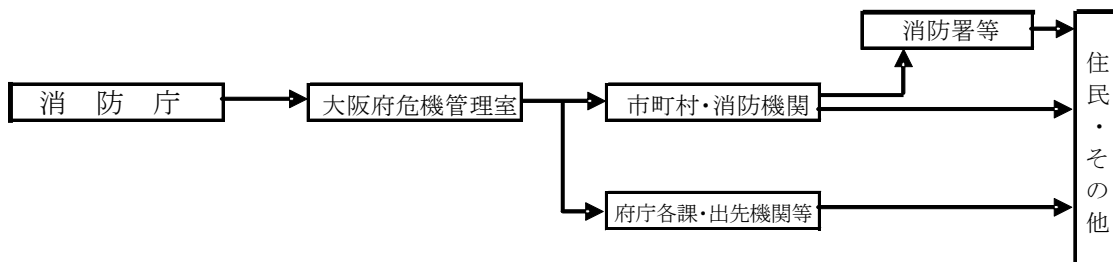 消防署等
消防庁
大阪府危機管理室
市町村・消防機関
府庁各課・出先機関等
住民・その他